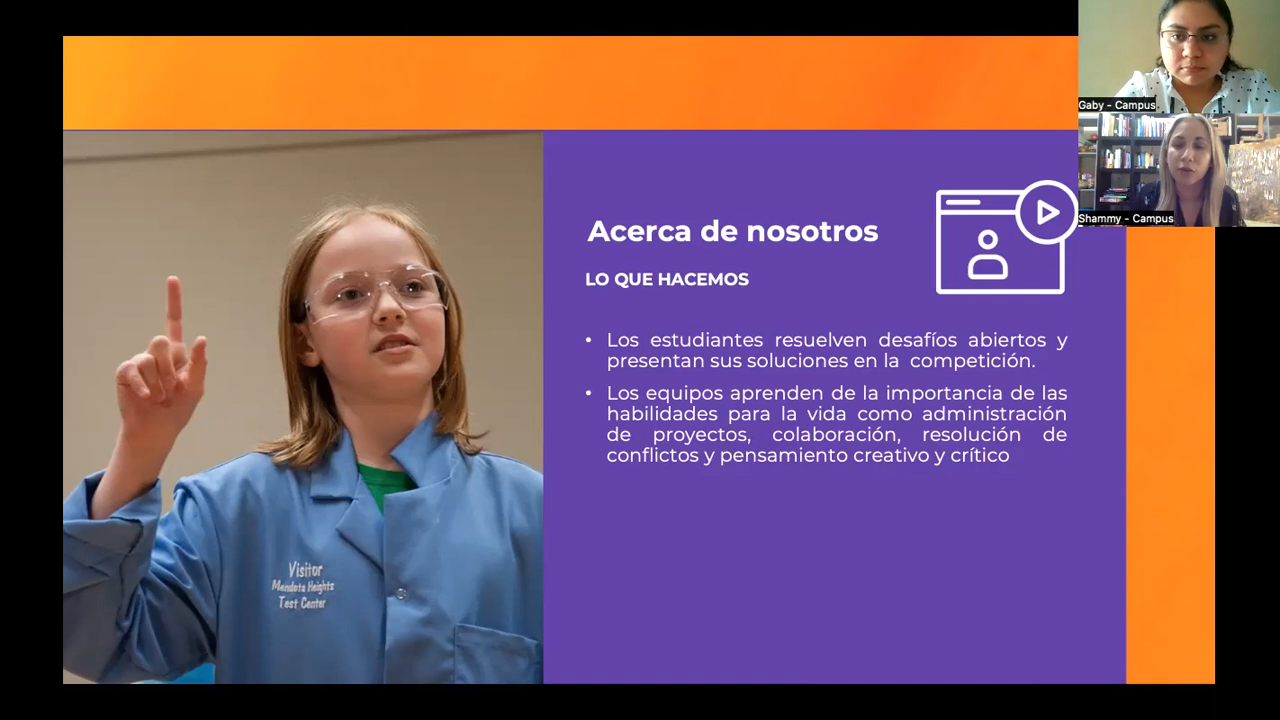 Gaby - Campus
Shammy - Campus
Acerca de nosotros
LO QUE HACEMOS
• Los estudiantes resuelven desafíos abiertos y
presentan sus soluciones en la competición.
• Los equipos aprenden de la importancia de las
habilidades para la vida como administración
de proyectos, colaboración, resolución de
conflictos y pensamiento creativo y crítico
Visitor
Mendota Heights
Test Center